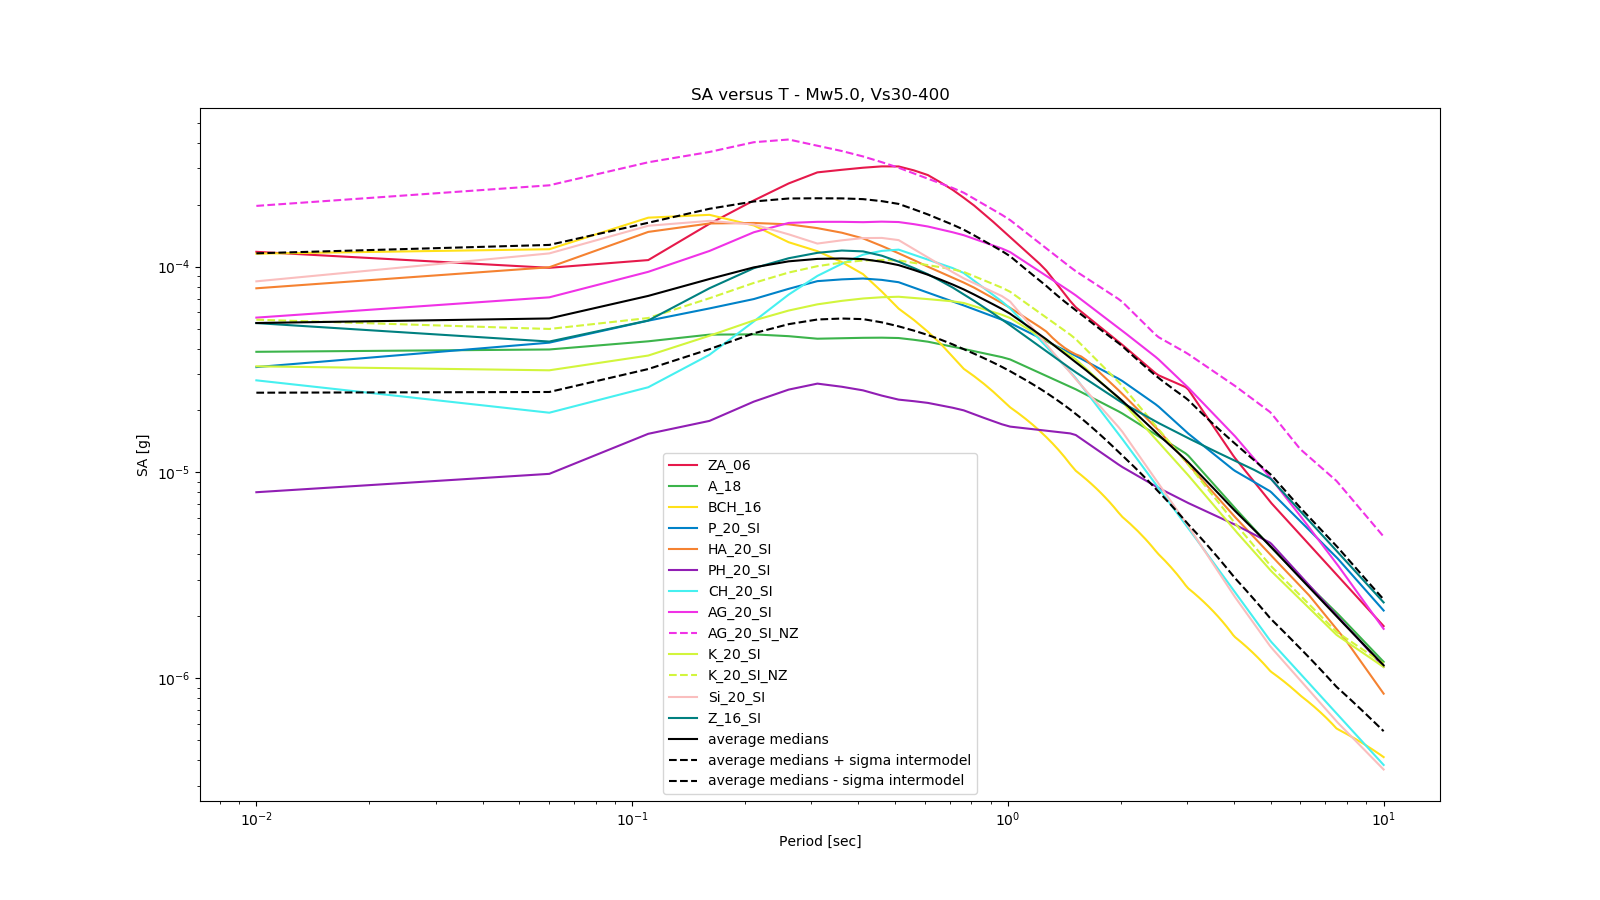 SA versus T - Mw5.0, Vs30-400
SA [g]
10⁻⁴
10⁻⁵
10⁻⁶
ZA_06
A_18
BCH_16
P_20_SI
HA_20_SI
PH_20_SI
CH_20_SI
AG_20_SI
AG_20_SI_NZ
K_20_SI
K_20_SI_NZ
Si_20_SI
Z_16_SI
average medians
average medians + sigma intermodel
average medians - sigma intermodel
10⁻² 10⁻¹ 10⁰ 10¹
Period [sec]